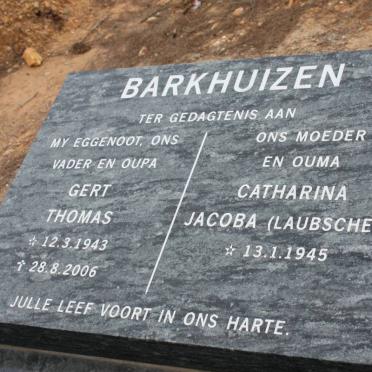 BARKHUIZEN
TER GEDAGTENIS AAN
MY EGGENOOT, ONS
VADER EN OUPA
GERT
THOMAS
☆ 12.3.1943
✝ 28.8.2006
ONS MOEDER
EN OUMA
CATHARINA
JACOBA (LAUBSCHE
☆ 13.1.1945
JULLE LEEF VOORT IN ONS HARTE.